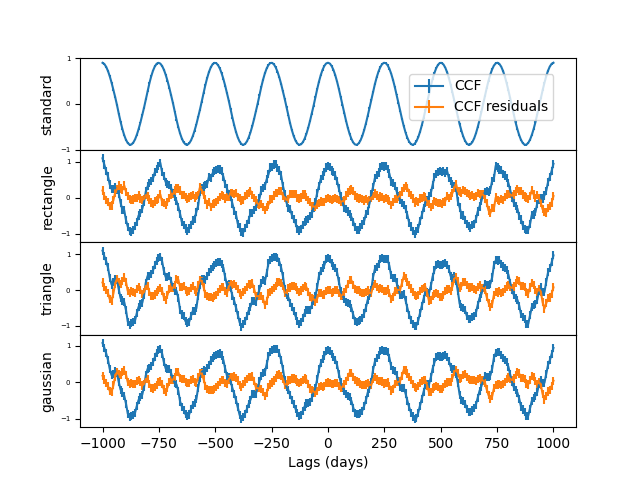 standard
1
0
−1
CCF
CCF residuals
rectangle
1
0
−1
triangle
1
0
−1
gaussian
1
0
−1
−1000 −750 −500 −250 0 250 500 750 1000
Lags (days)